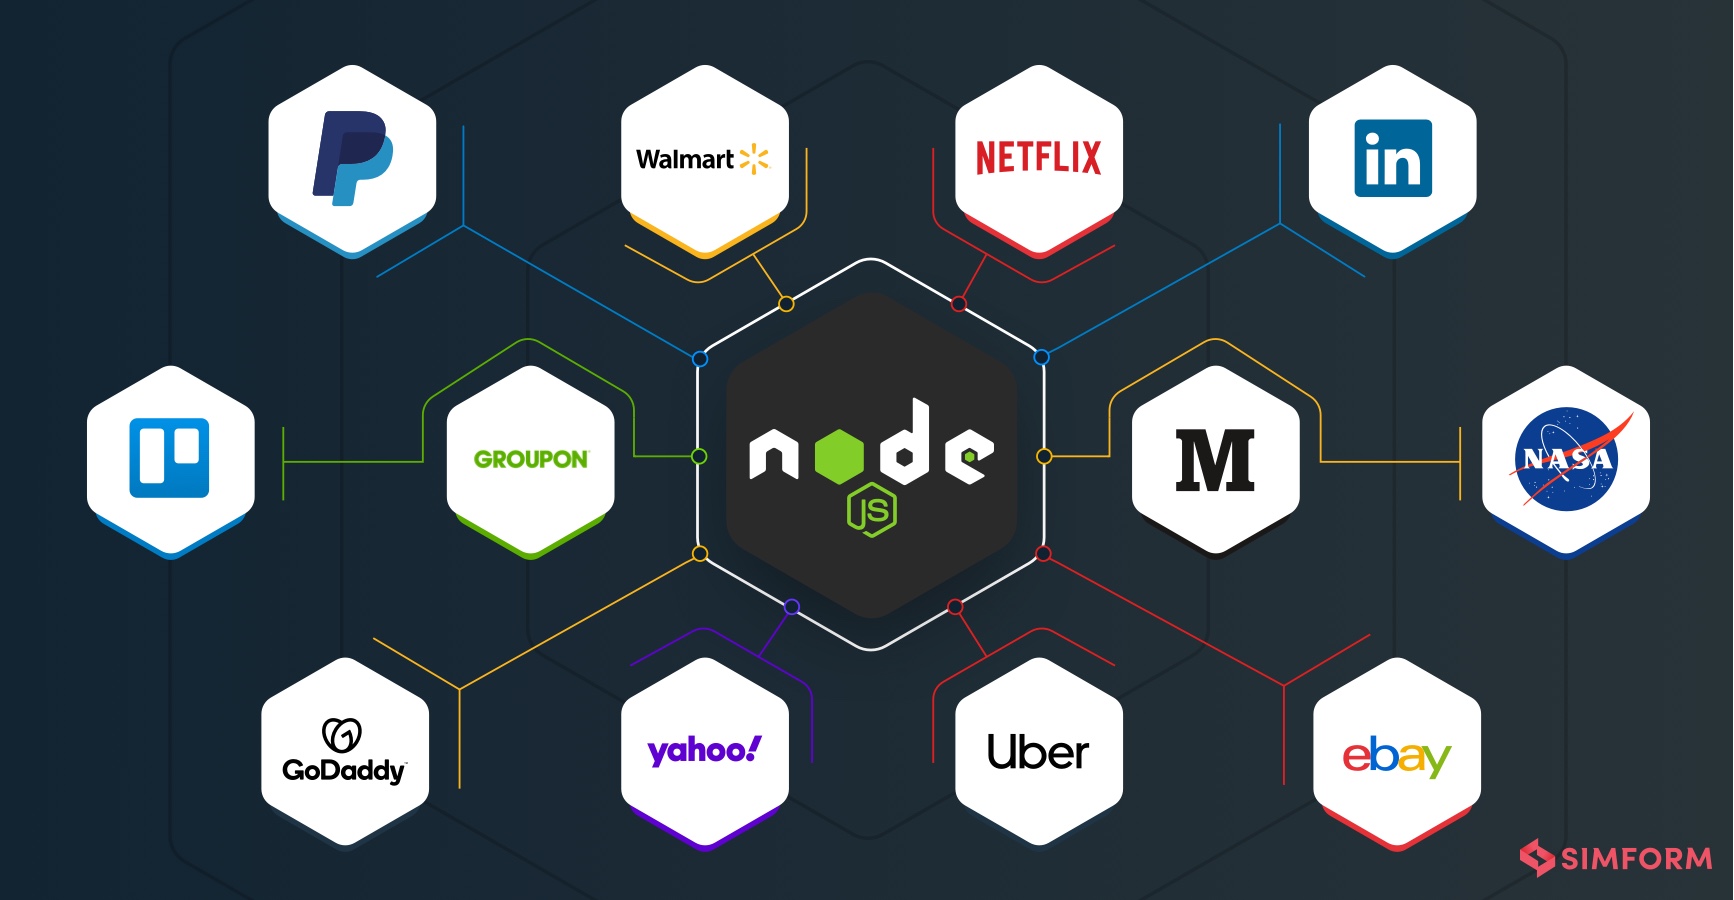 Walmart
NETFLIX
in
GROUPON
node
JS
M
NASA
GoDaddy
yahoo!
Uber
ebay
SIMFORM